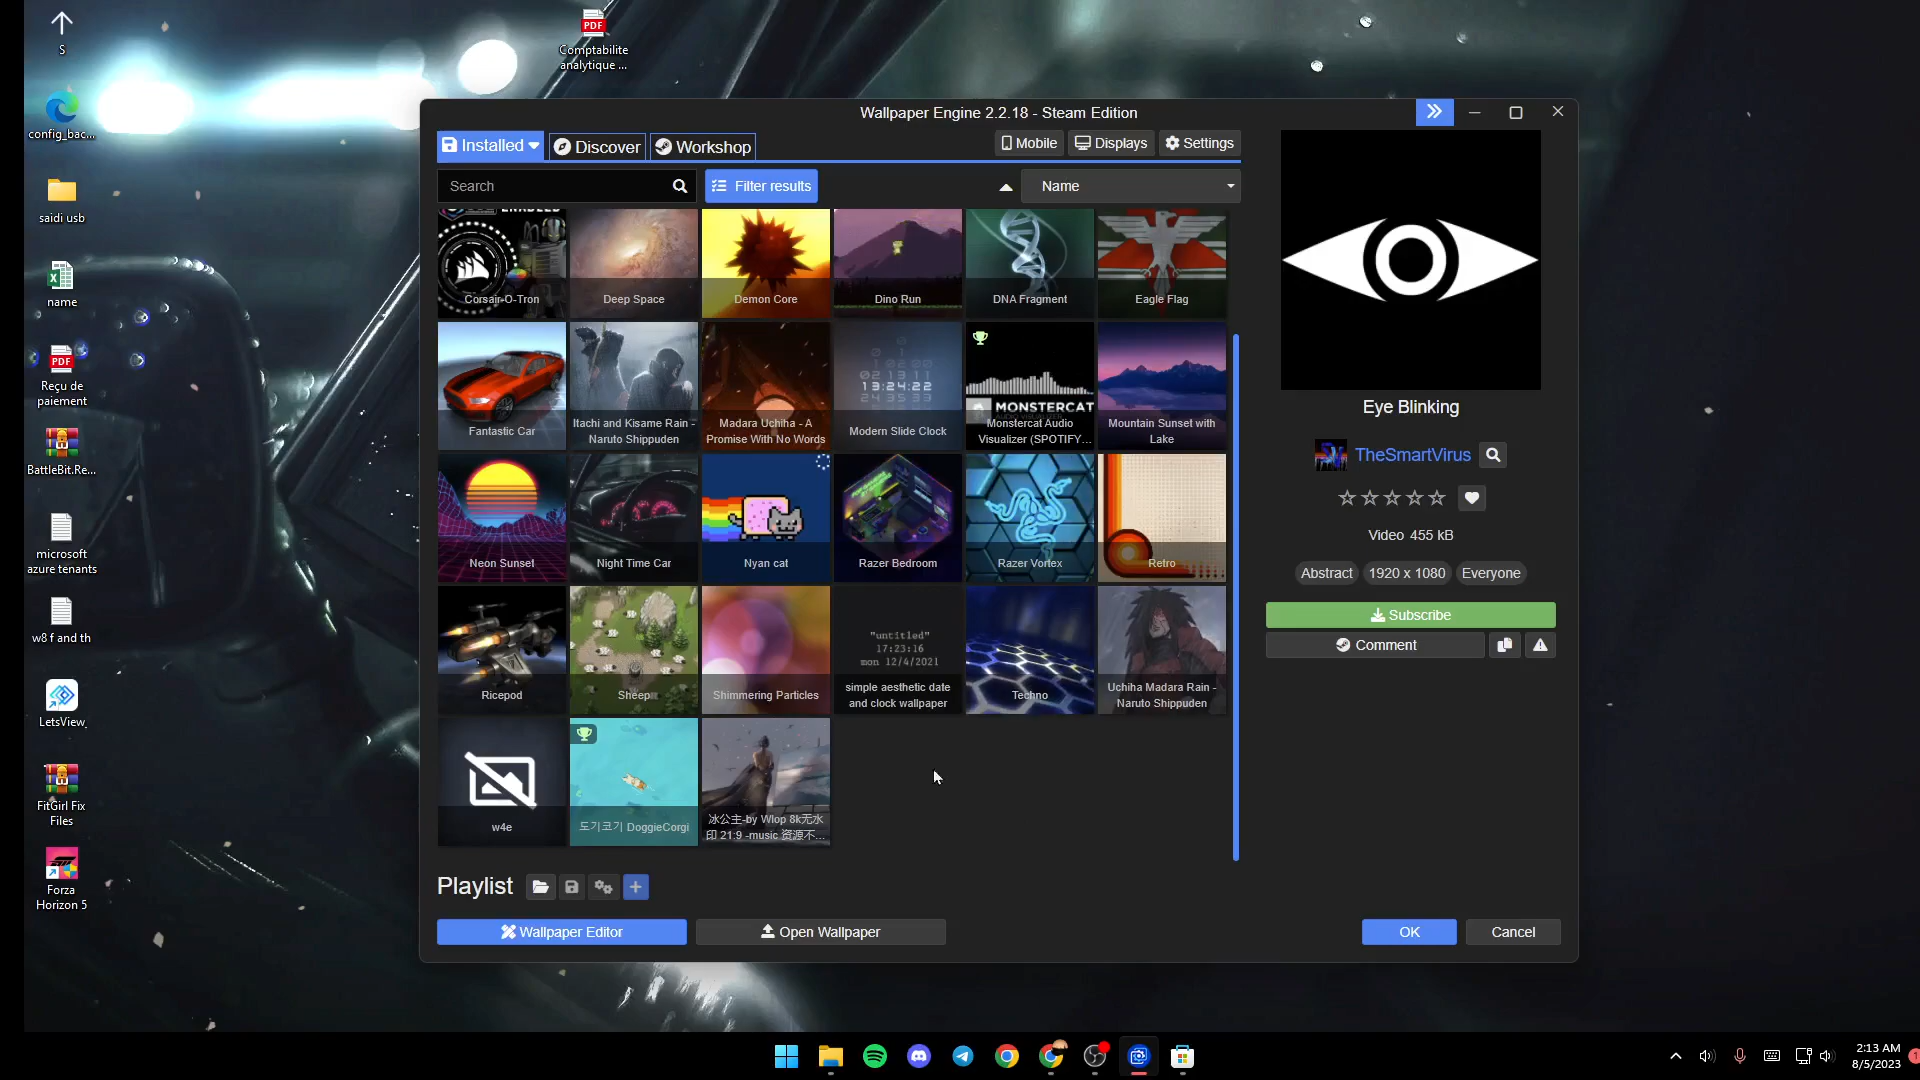 S
config_bac...
saidi usb
name
Reçu de
paiement
BattleBit.Re...
microsoft
azure tenants
w8 f and th
LetsView
FitGirl Fix
Files
Forza
Horizon 5
PDF
Comptabilite
analytique ...
PDF
Wallpaper Engine 2.2.18 - Steam Edition
Installed
Discover
Workshop
Mobile
Displays
Settings
Search
Filter results
Name
Corsair-O-Tron
Deep Space
Demon Core
Dino Run
DNA Fragment
Eagle Flag
Fantastic Car
Itachi and Kisame Rain -
Naruto Shippuden
Madara Uchiha - A
Promise With No Words
13:24:22
Modern Slide Clock
MONSTERCAT
Monstercat Audio
Visualizer (SPOTIFY...
Mountain Sunset with
Lake
Neon Sunset
Night Time Car
Nyan cat
Razer Bedroom
Razer Vortex
Retro
Ricepod
Sheep
Shimmering Particles
"untitled"
17:23:16
mon 12/4/2021
simple aesthetic date
and clock wallpaper
Techno
Uchiha Madara Rain -
Naruto Shippuden
w4e
도기코기 DoggieCorgi
冰公主-by Wlop 8k无水
印 21:9 -music 资源不...
Playlist
Wallpaper Editor
Open Wallpaper
Eye Blinking
TheSmartVirus
Video 455 kB
Abstract
1920 x 1080
Everyone
Subscribe
Comment
OK
Cancel
2:13 AM
8/5/2023
1